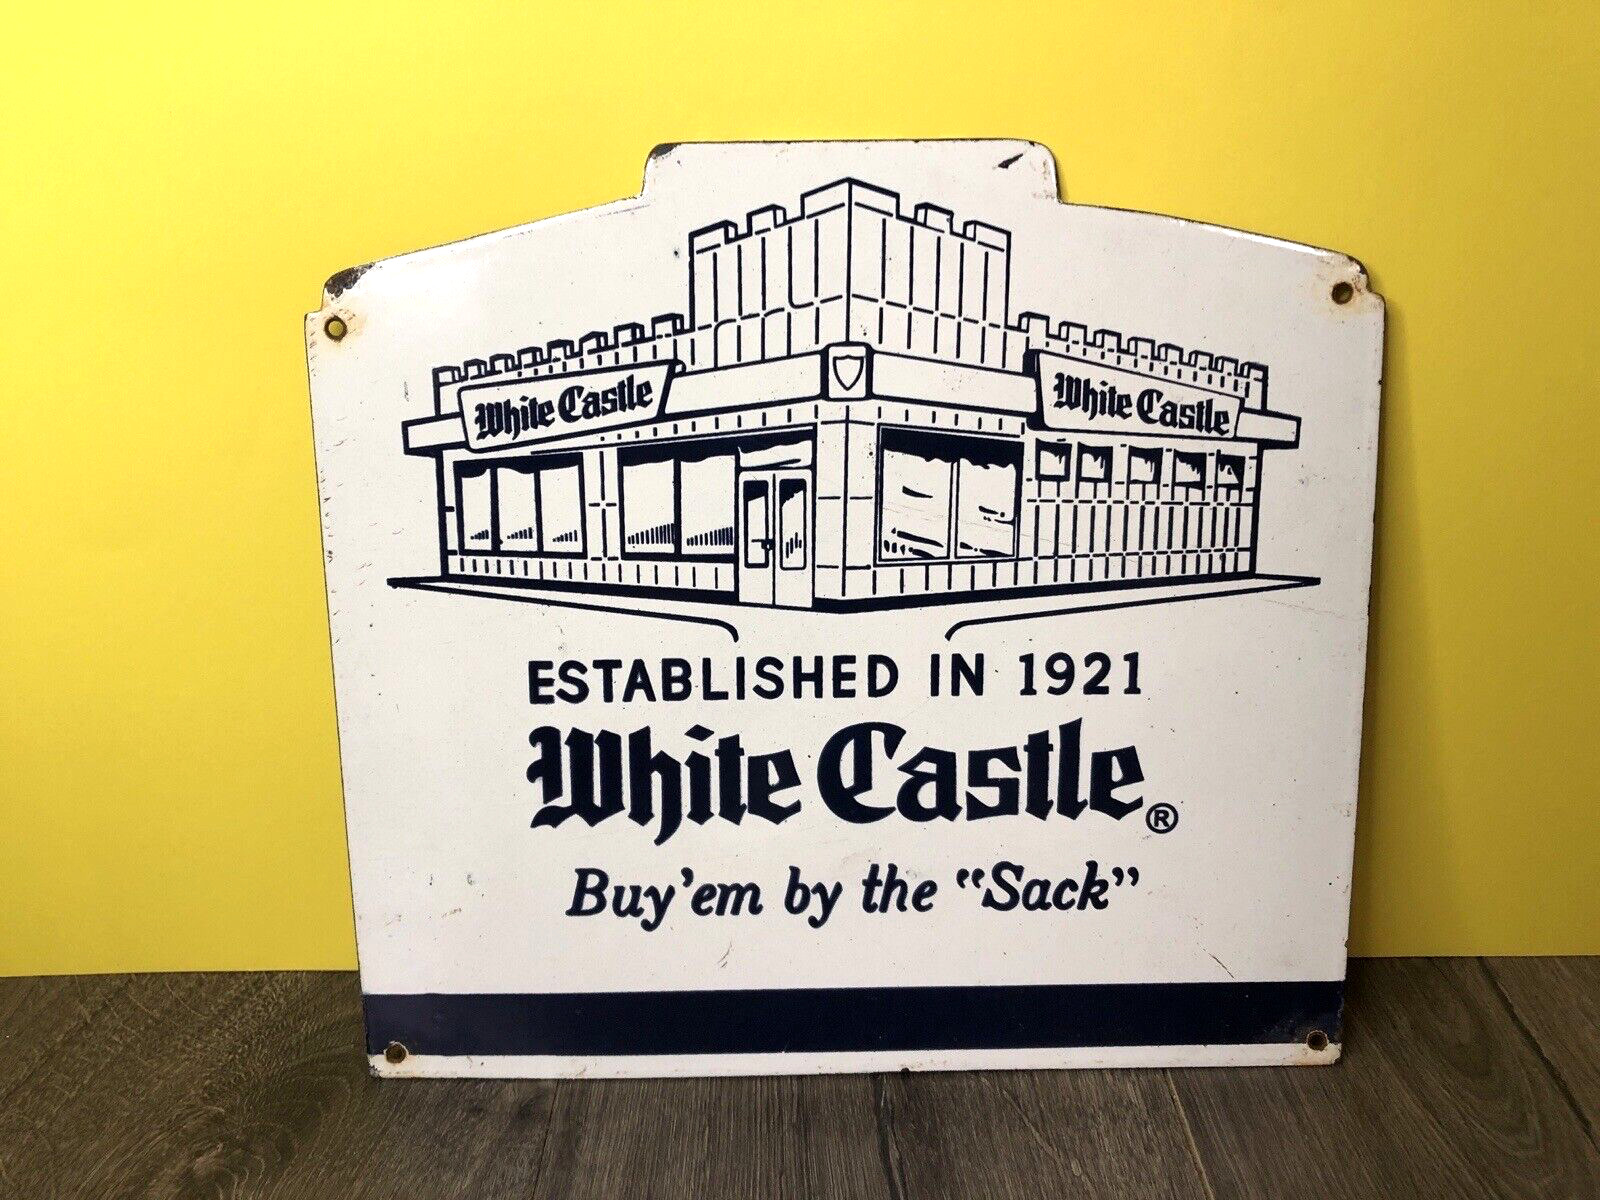 White Castle White Castle
ESTABLISHED IN 1921
White Castle®
Buy 'em by the "Sack"